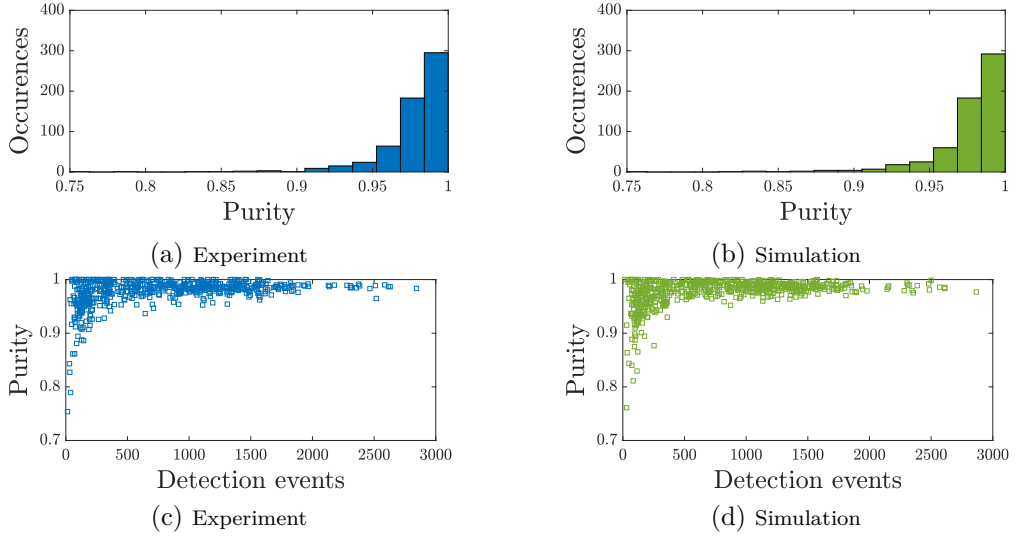 400
300
200
100
0
Occurences
0.75 0.8 0.85 0.9 0.95 1
Purity
(a) Experiment
400
300
200
100
0
Occurences
0.75 0.8 0.85 0.9 0.95 1
Purity
(b) Simulation
1
0.9
0.8
0.7
Purity
0 500 1000 1500 2000 2500 3000
Detection events
(c) Experiment
1
0.9
0.8
0.7
Purity
0 500 1000 1500 2000 2500 3000
Detection events
(d) Simulation